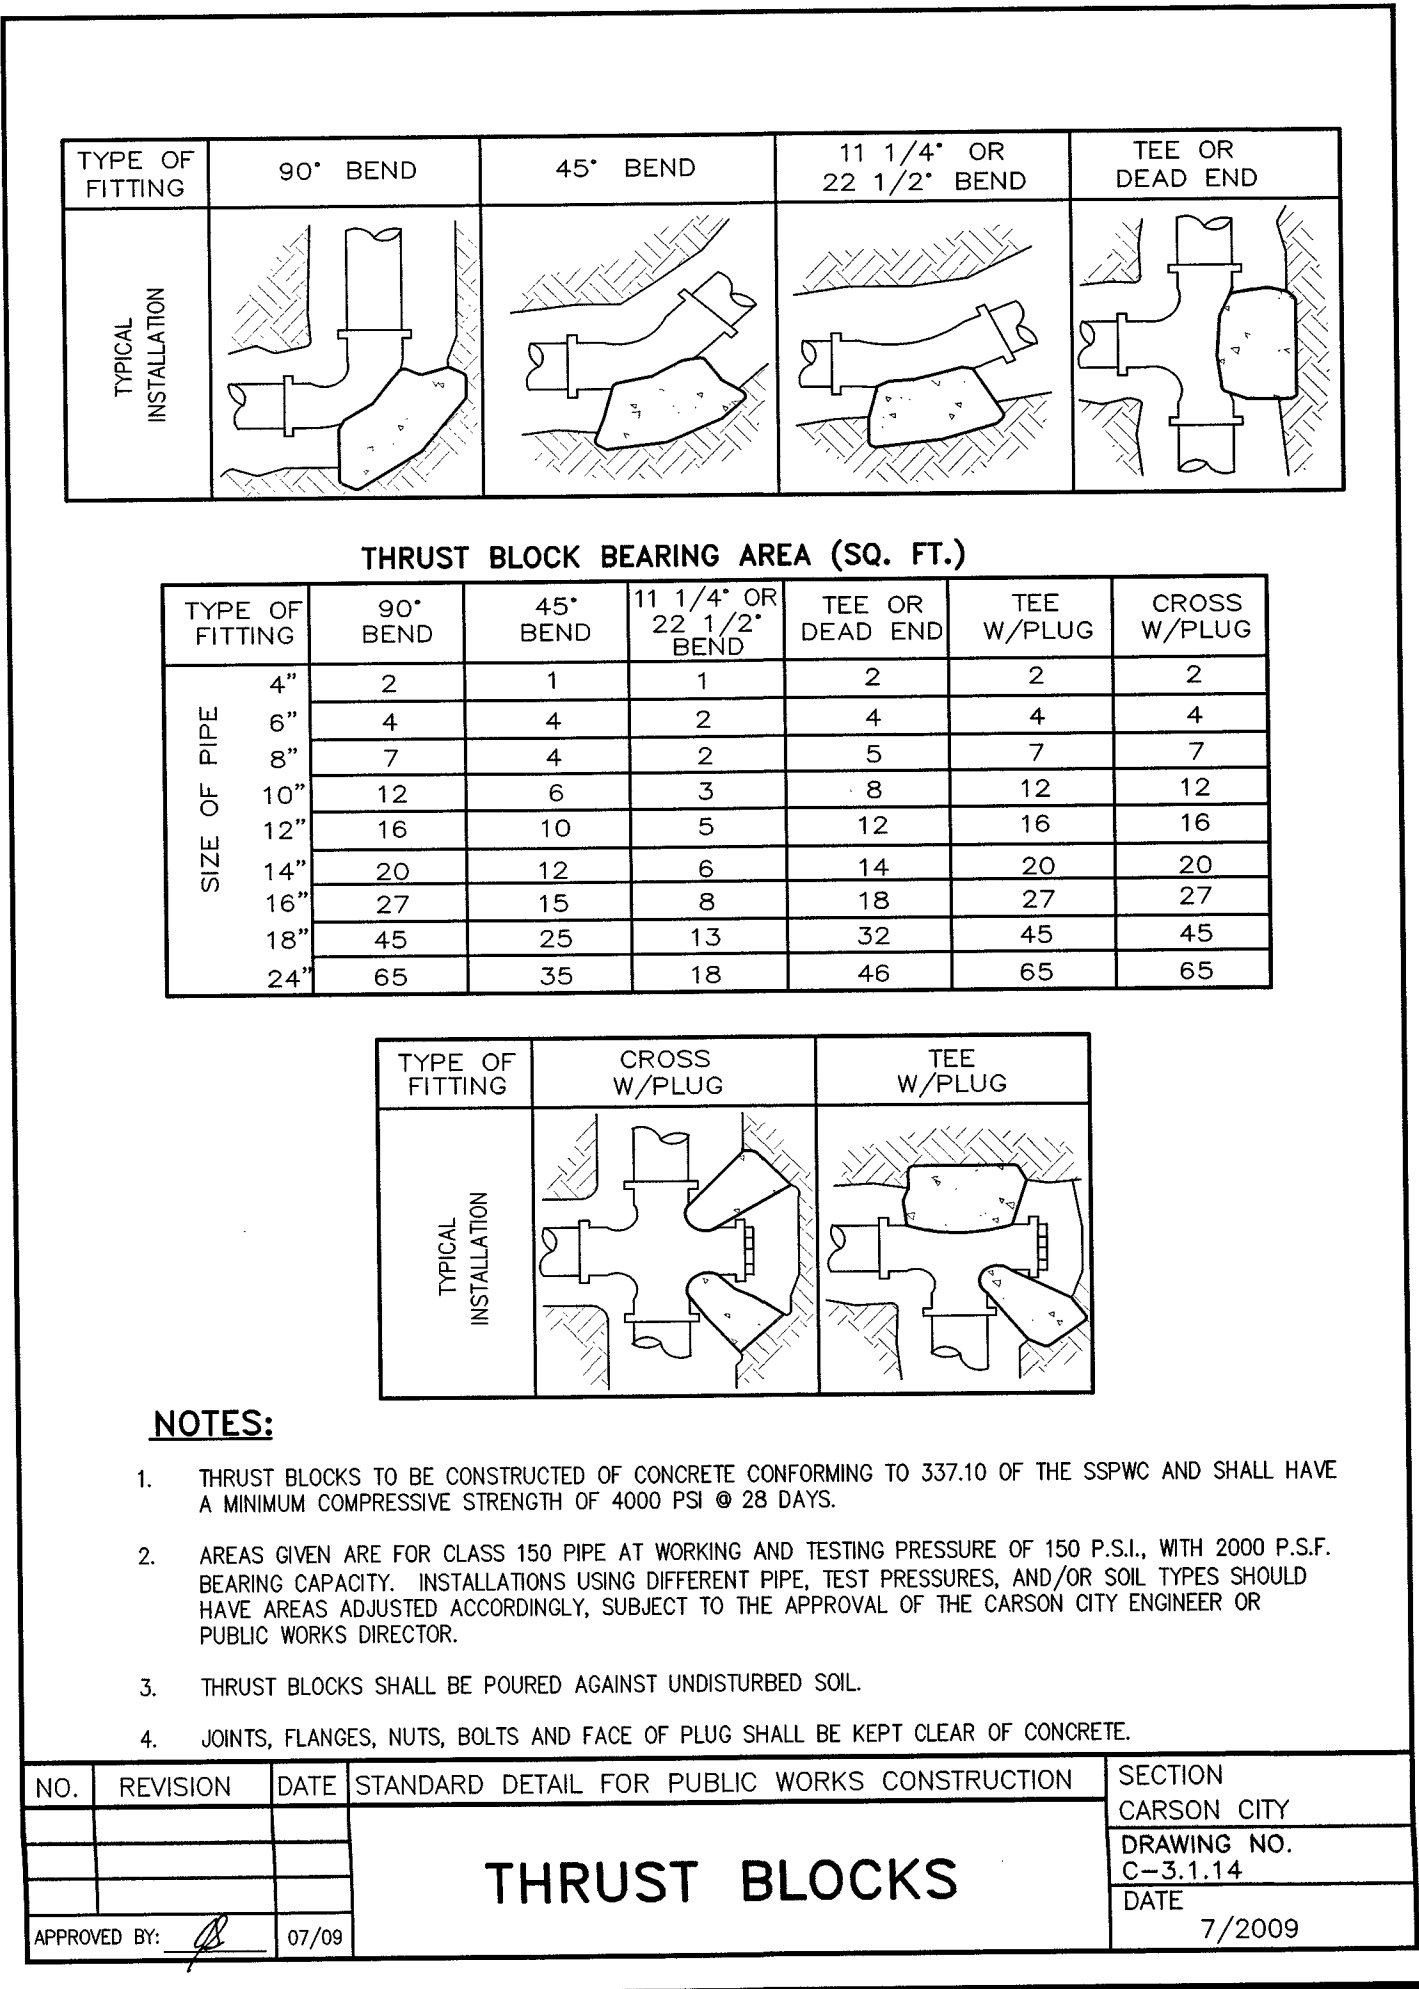 TYPE OF FITTING 90° BEND 45° BEND 11 1/4° OR 22 1/2° BEND TEE OR DEAD END
TYPICAL INSTALLATION
THRUST BLOCK BEARING AREA (SQ. FT.)
TYPE OF FITTING 90° BEND 45° BEND 11 1/4° OR 22 1/2° BEND TEE OR DEAD END TEE W/PLUG CROSS W/PLUG
SIZE OF PIPE
4" 2 1 1 2 2 2
6" 4 4 2 4 4 4
8" 7 4 2 5 7 7
10" 12 6 3 8 12 12
12" 16 10 5 12 16 16
14" 20 12 6 14 20 20
16" 27 15 8 18 27 27
18" 45 25 13 32 45 45
24" 65 35 18 46 65 65
TYPE OF FITTING CROSS W/PLUG TEE W/PLUG
TYPICAL INSTALLATION
NOTES:
1. THRUST BLOCKS TO BE CONSTRUCTED OF CONCRETE CONFORMING TO 337.10 OF THE SSPWC AND SHALL HAVE
A MINIMUM COMPRESSIVE STRENGTH OF 4000 PSI @ 28 DAYS.
2. AREAS GIVEN ARE FOR CLASS 150 PIPE AT WORKING AND TESTING PRESSURE OF 150 P.S.I., WITH 2000 P.S.F.
BEARING CAPACITY. INSTALLATIONS USING DIFFERENT PIPE, TEST PRESSURES, AND/OR SOIL TYPES SHOULD
HAVE AREAS ADJUSTED ACCORDINGLY, SUBJECT TO THE APPROVAL OF THE CARSON CITY ENGINEER OR
PUBLIC WORKS DIRECTOR.
3. THRUST BLOCKS SHALL BE POURED AGAINST UNDISTURBED SOIL.
4. JOINTS, FLANGES, NUTS, BOLTS AND FACE OF PLUG SHALL BE KEPT CLEAR OF CONCRETE.
NO. REVISION DATE
APPROVED BY: 07/09
STANDARD DETAIL FOR PUBLIC WORKS CONSTRUCTION
THRUST BLOCKS
SECTION
CARSON CITY
DRAWING NO.
C-3.1.14
DATE
7/2009